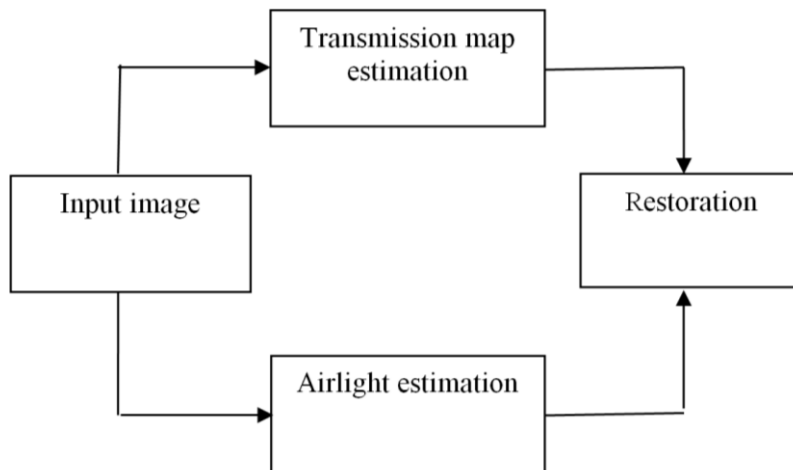 Transmission map
estimation
Input image
Restoration
Airlight estimation